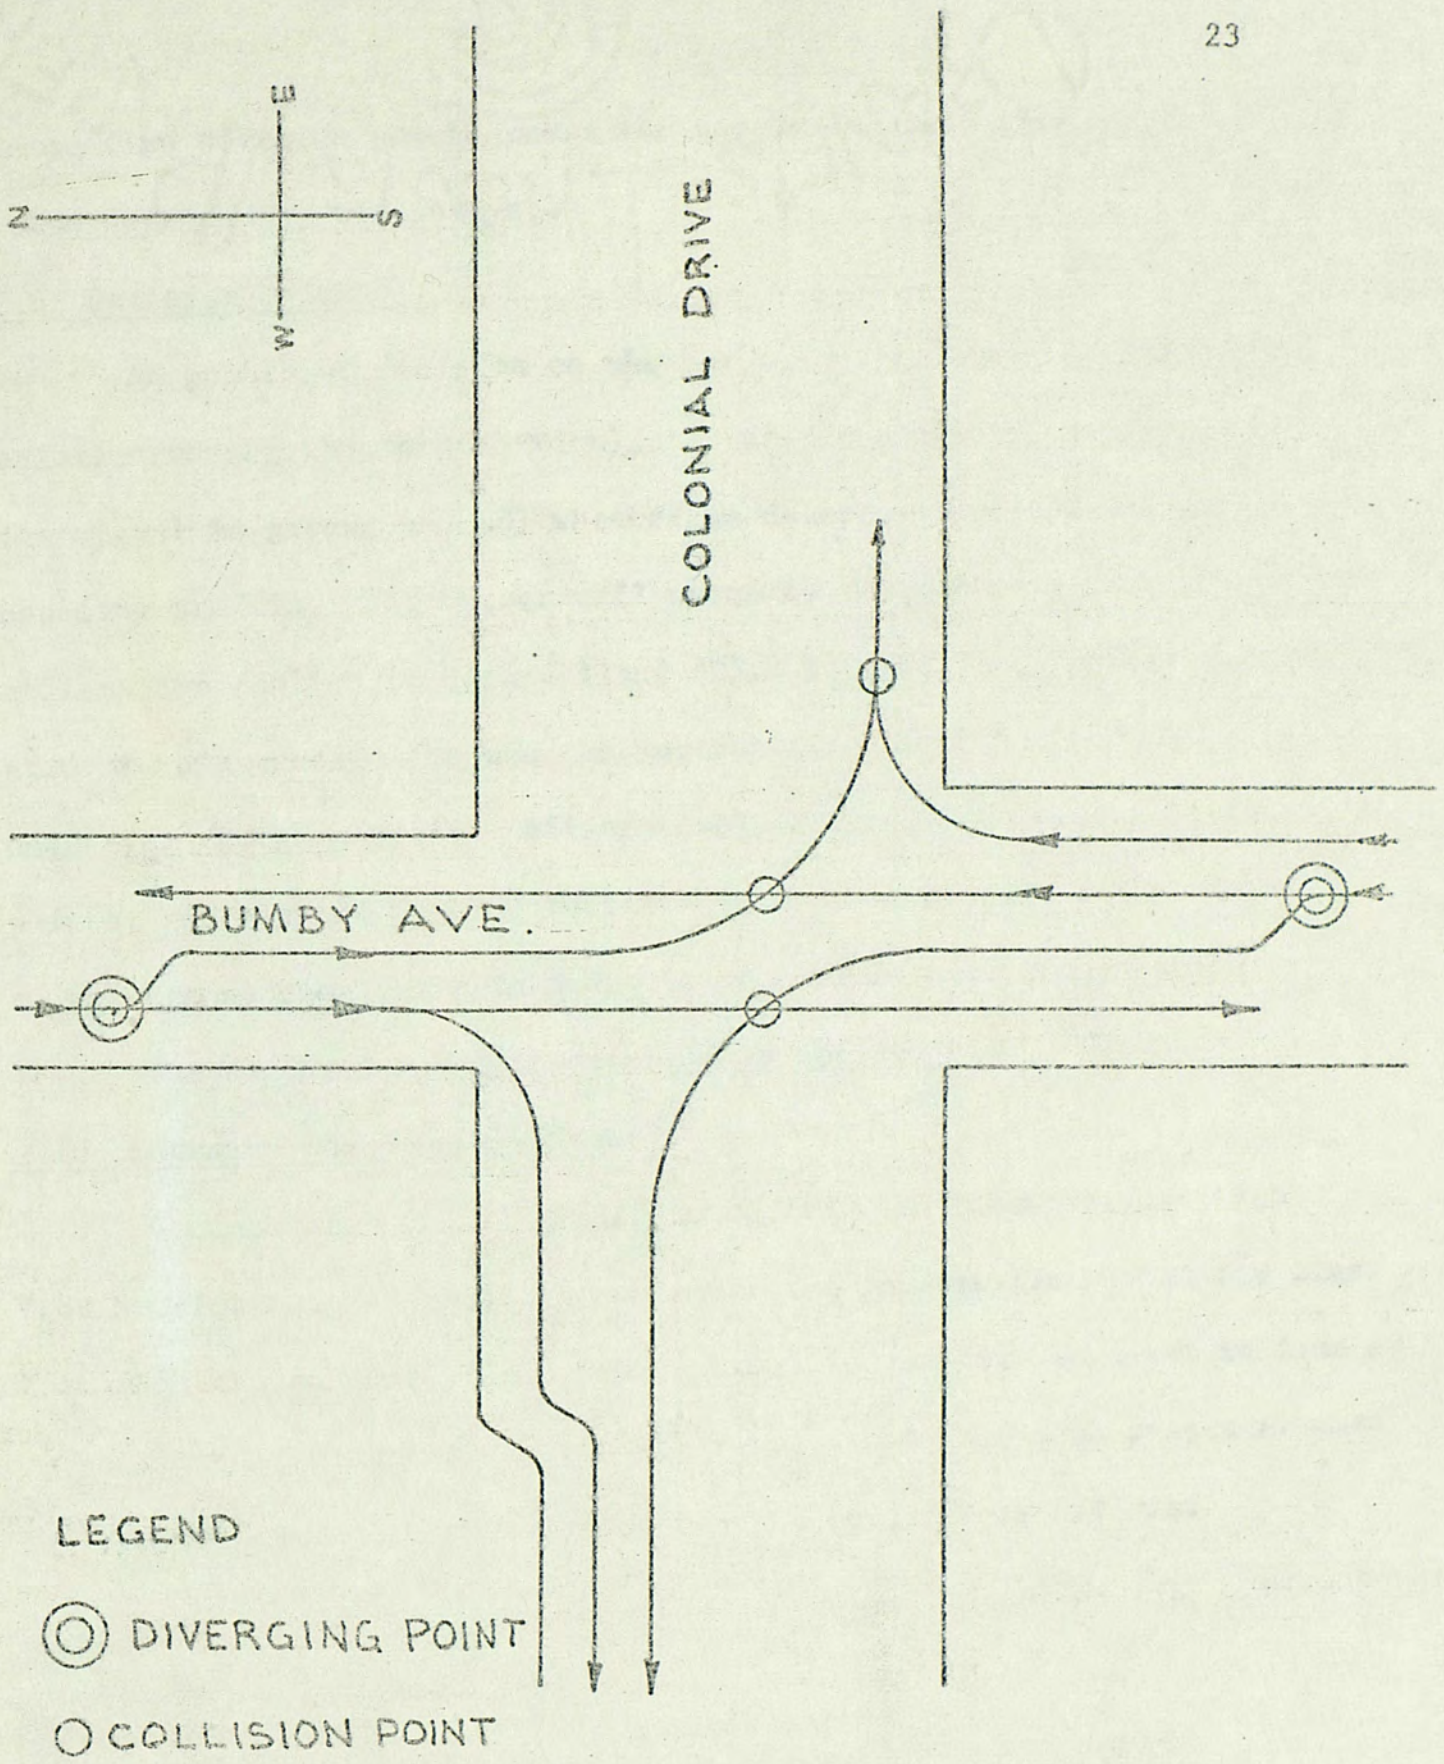 23
E
N
S
W
COLONIAL DRIVE
BUMBY AVE.
LEGEND
DIVERGING POINT
COLLISION POINT